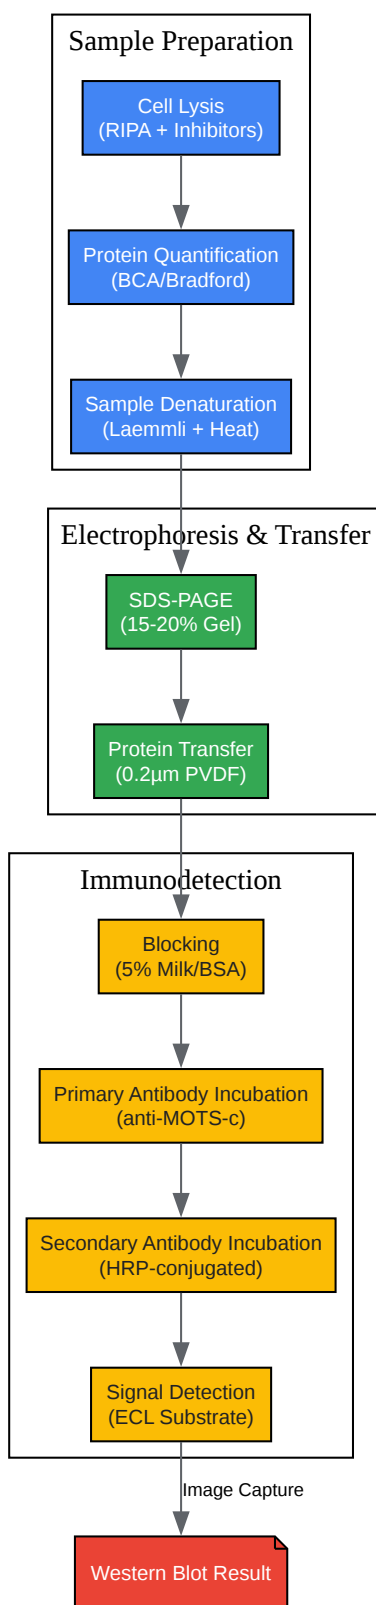 Sample Preparation
Cell Lysis
(RIPA + Inhibitors)
Protein Quantification
(BCA/Bradford)
Sample Denaturation
(Laemmli + Heat)
Electrophoresis & Transfer
SDS-PAGE
(15-20% Gel)
Protein Transfer
(0.2µm PVDF)
Immunodetection
Blocking
(5% Milk/BSA)
Primary Antibody Incubation
(anti-MOTS-c)
Secondary Antibody Incubation
(HRP-conjugated)
Signal Detection
(ECL Substrate)
Image Capture
Western Blot Result